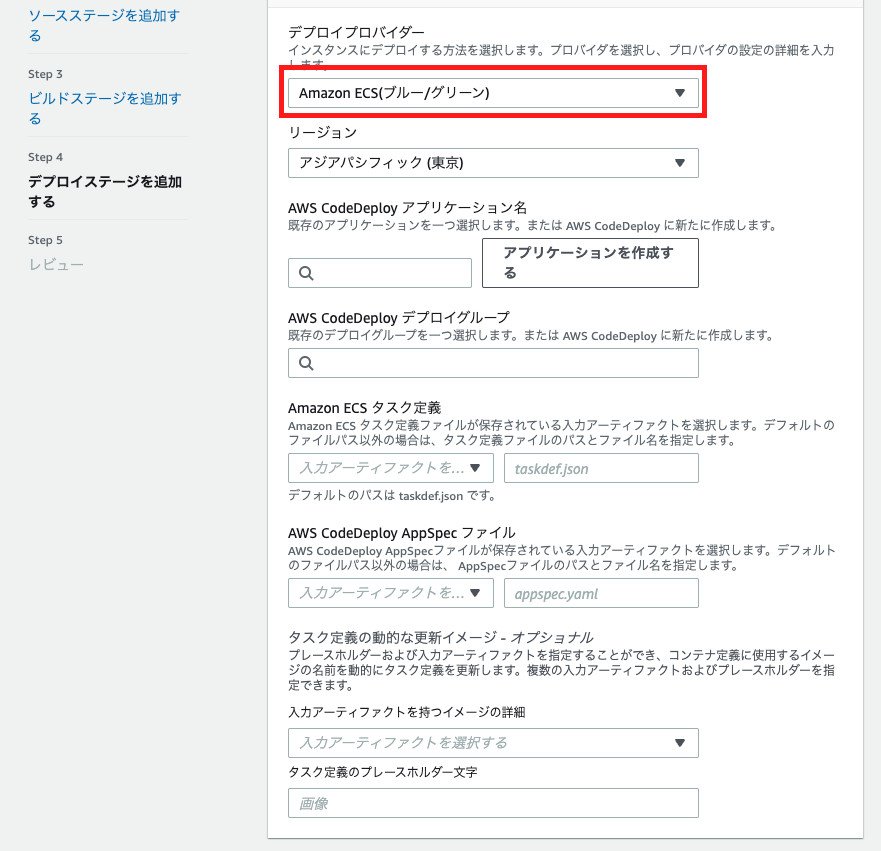 ソースステージを追加す
る
Step 3
ビルドステージを追加す
る
Step 4
デプロイステージを追加
する
Step 5
レビュー
デプロイプロバイダー
インスタンスにデプロイする方法を選択します。プロバイダを選択し、プロバイダの設定の詳細を入力
します。
Amazon ECS(ブルー/グリーン)
リージョン
アジアパシフィック (東京)
AWS CodeDeploy アプリケーション名
既存のアプリケーションを一つ選択します。または AWS CodeDeploy に新たに作成します。
アプリケーションを作成す
る
AWS CodeDeploy デプロイグループ
既存のデプロイグループを一つ選択します。または AWS CodeDeploy に新たに作成します。
Amazon ECS タスク定義
Amazon ECS タスク定義ファイルが保存されている入力アーティファクトを選択します。デフォルトの
ファイルパス以外の場合は、タスク定義ファイルのパスとファイル名を指定します。
入力アーティファクトを... taskdef.json
デフォルトのパスは taskdef.json です。
AWS CodeDeploy AppSpec ファイル
AWS CodeDeploy AppSpecファイルが保存されている入力アーティファクトを選択します。デフォルト
のファイルパス以外の場合は、 AppSpecファイルのパスとファイル名を指定します。
入力アーティファクトを... appspec.yaml
タスク定義の動的な更新イメージ - オプショナル
プレースホルダーおよび入力アーティファクトを指定することができ、コンテナ定義に使用するイメー
ジの名前を動的にタスク定義を更新します。複数の入力アーティファクトおよびプレースホルダーを指
定できます。
入力アーティファクトを持つイメージの詳細
入力アーティファクトを選択する
タスク定義のプレースホルダー文字
画像